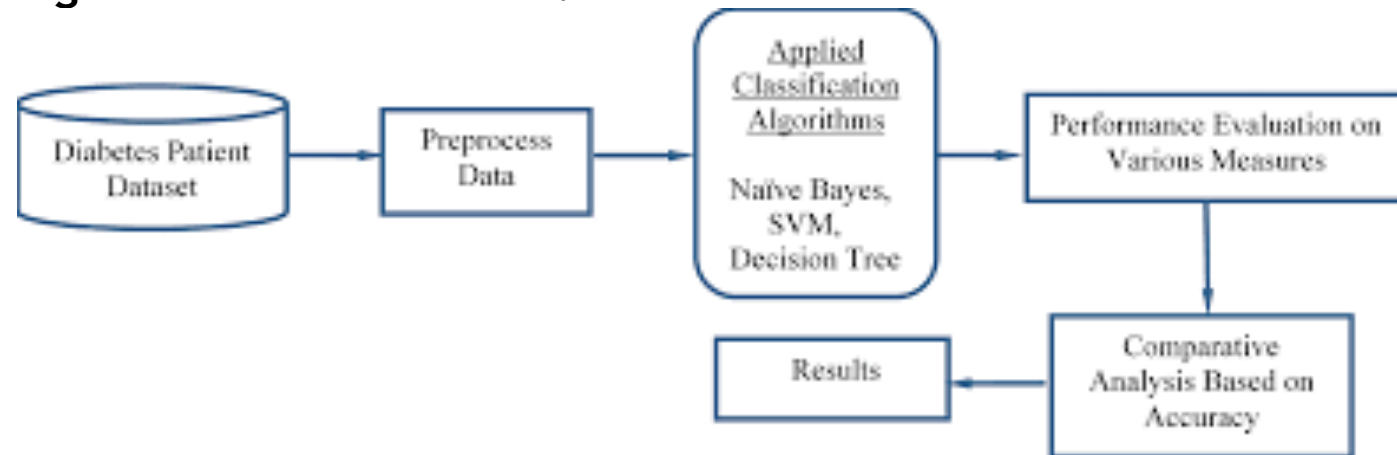 Diabetes Patient
Dataset
Preprocess
Data
Applied
Classification
Algorithms
Naïve Bayes,
SVM,
Decision Tree
Performance Evaluation on
Various Measures
Comparative
Analysis Based on
Accuracy
Results